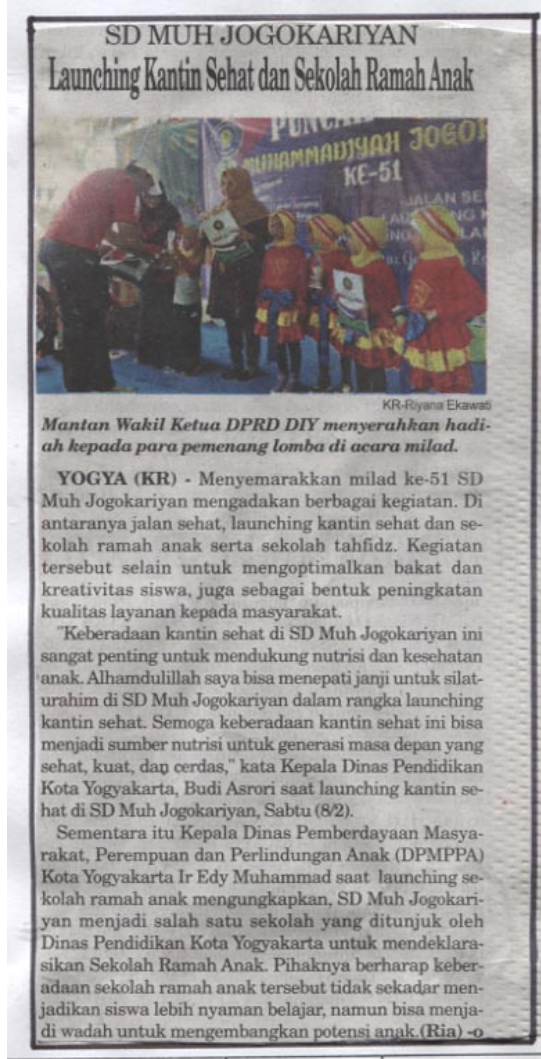 SD MUH JOGOKARIYAN
Launching Kantin Sehat dan Sekolah Ramah Anak
PUNCAK
MUHAMMADIYAH JOGOK
KE-51
JALAN SE
KR-Riyana Ekawati
Mantan Wakil Ketua DPRD DIY menyerahkan hadi-
ah kepada para pemenang lomba di acara milad.
YOGYA (KR) - Menyemarakkan milad ke-51 SD
Muh Jogokariyan mengadakan berbagai kegiatan. Di
antaranya jalan sehat, launching kantin sehat dan se-
kolah ramah anak serta sekolah tahfidz. Kegiatan
tersebut selain untuk mengoptimalkan bakat dan
kreativitas siswa, juga sebagai bentuk peningkatan
kualitas layanan kepada masyarakat.
"Keberadaan kantin sehat di SD Muh Jogokariyan ini
sangat penting untuk mendukung nutrisi dan kesehatan
anak. Alhamdulillah saya bisa menepati janji untuk silat-
urahim di SD Muh Jogokariyan dalam rangka launching
kantin sehat. Semoga keberadaan kantin sehat ini bisa
menjadi sumber nutrisi untuk generasi masa depan yang
sehat, kuat, dan cerdas," kata Kepala Dinas Pendidikan
Kota Yogyakarta, Budi Asrori saat launching kantin se-
hat di SD Muh Jogokariyan, Sabtu (8/2).
Sementara itu Kepala Dinas Pemberdayaan Masya-
rakat, Perempuan dan Perlindungan Anak (DPMPPA)
Kota Yogyakarta Ir Edy Muhammad saat launching se-
kolah ramah anak mengungkapkan, SD Muh Jogokari-
yan menjadi salah satu sekolah yang ditunjuk oleh
Dinas Pendidikan Kota Yogyakarta untuk mendeklara-
sikan Sekolah Ramah Anak. Pihaknya berharap keber-
adaan sekolah ramah anak tersebut tidak sekadar men-
jadikan siswa lebih nyaman belajar, namun bisa menja-
di wadah untuk mengembangkan potensi anak.(Ria) -o